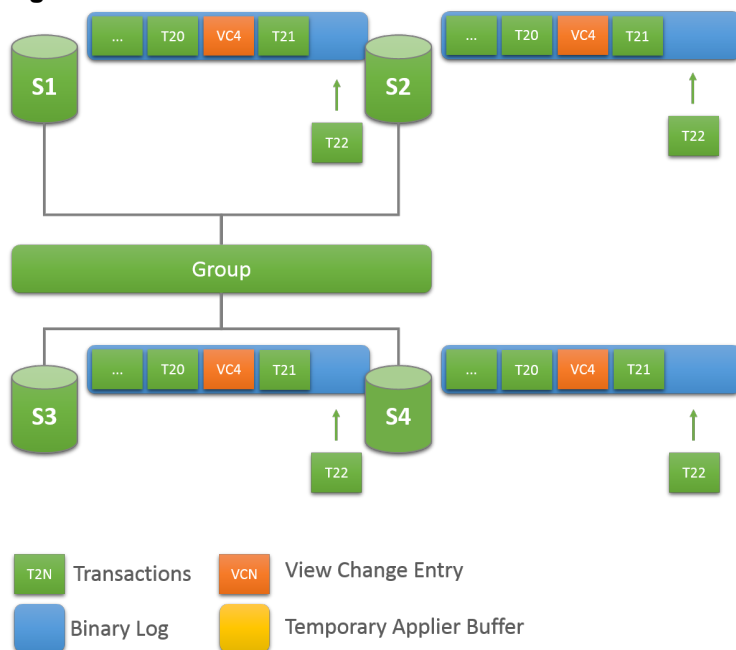 ... T20 VC4 T21
... T20 VC4 T21
S1
S2
T22
T22
Group
... T20 VC4 T21
... T20 VC4 T21
S3
S4
T22
T22
T2N Transactions
VCN View Change Entry
Binary Log
Temporary Applier Buffer